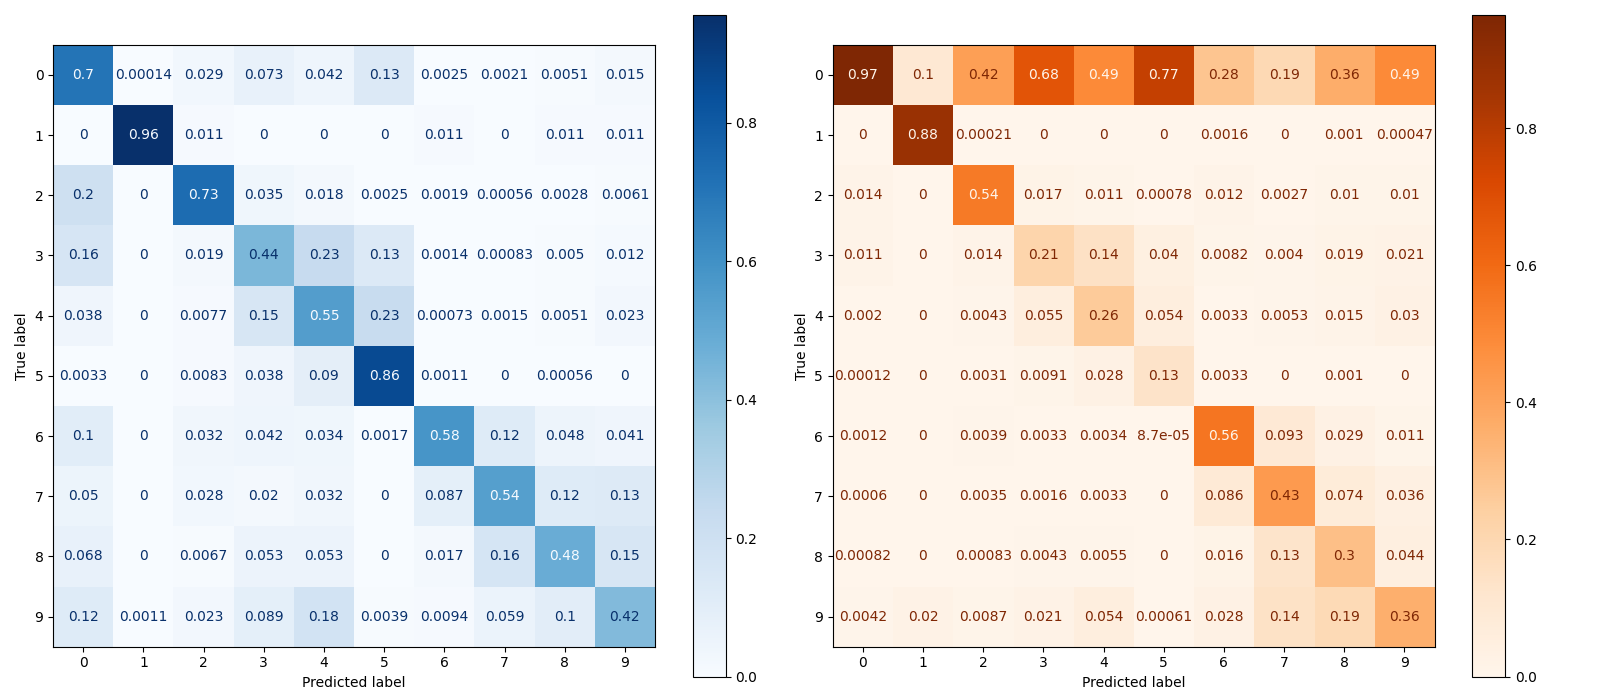 0 0.7 0.00014 0.029 0.073 0.042 0.13 0.0025 0.0021 0.0051 0.015
1 0 0.96 0.011 0 0 0 0.011 0 0.011 0.011
2 0.2 0 0.73 0.035 0.018 0.0025 0.0019 0.00056 0.0028 0.0061
3 0.16 0 0.019 0.44 0.23 0.13 0.0014 0.00083 0.005 0.012
4 0.038 0 0.0077 0.15 0.55 0.23 0.00073 0.0015 0.0051 0.023
5 0.0033 0 0.0083 0.038 0.09 0.86 0.0011 0 0.00056 0
6 0.1 0 0.032 0.042 0.034 0.0017 0.58 0.12 0.048 0.041
7 0.05 0 0.028 0.02 0.032 0 0.087 0.54 0.12 0.13
8 0.068 0 0.0067 0.053 0.053 0 0.017 0.16 0.48 0.15
9 0.12 0.0011 0.023 0.089 0.18 0.0039 0.0094 0.059 0.1 0.42
0 1 2 3 4 5 6 7 8 9
Predicted label
True label
0.8
0.6
0.4
0.2
0.0
0 0.97 0.1 0.42 0.68 0.49 0.77 0.28 0.19 0.36 0.49
1 0 0.88 0.00021 0 0 0 0.0016 0 0.001 0.00047
2 0.014 0 0.54 0.017 0.011 0.00078 0.012 0.0027 0.01 0.01
3 0.011 0 0.014 0.21 0.14 0.04 0.0082 0.004 0.019 0.021
4 0.002 0 0.0043 0.055 0.26 0.054 0.0033 0.0053 0.015 0.03
5 0.00012 0 0.0031 0.0091 0.028 0.13 0.0033 0 0.001 0
6 0.0012 0 0.0039 0.0033 0.0034 8.7e-05 0.56 0.093 0.029 0.011
7 0.0006 0 0.0035 0.0016 0.0033 0 0.086 0.43 0.074 0.036
8 0.00082 0 0.00083 0.0043 0.0055 0 0.016 0.13 0.3 0.044
9 0.0042 0.02 0.0087 0.021 0.054 0.00061 0.028 0.14 0.19 0.36
0 1 2 3 4 5 6 7 8 9
Predicted label
True label
0.8
0.6
0.4
0.2
0.0